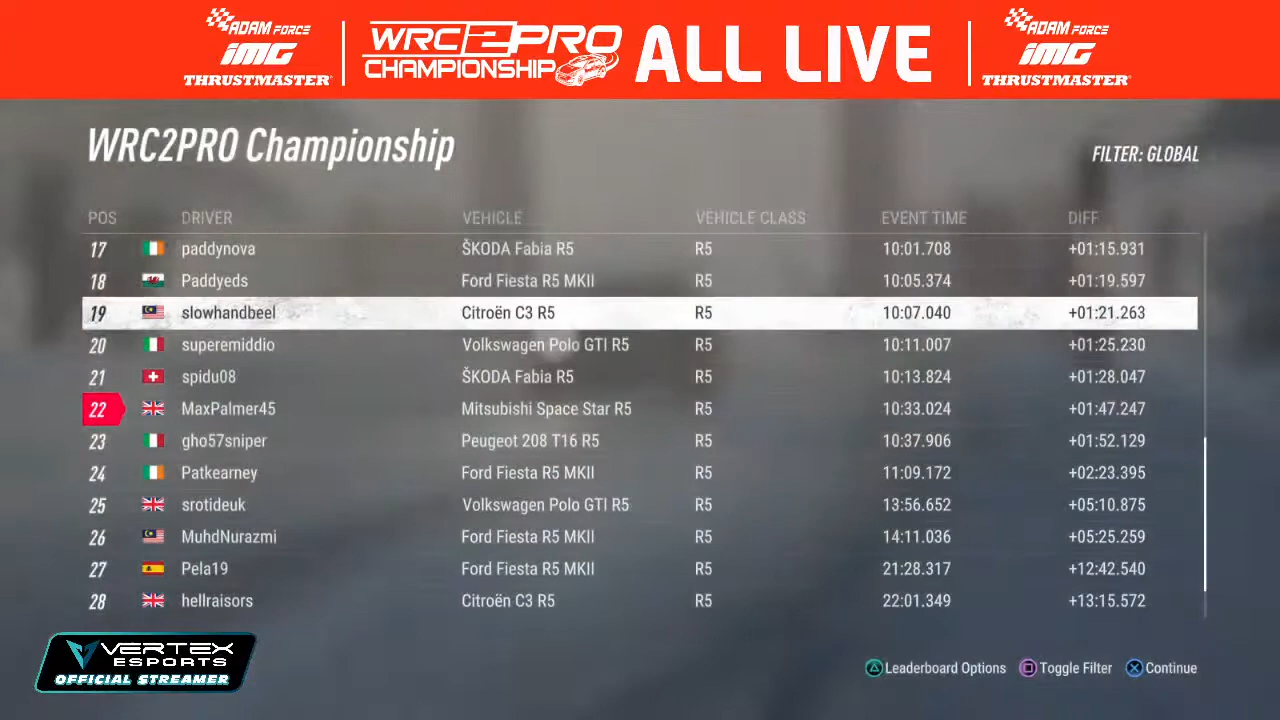 ADAM FORCE
IMG
THRUSTMASTER
WRC2PRO
CHAMPIONSHIP
ALL LIVE
ADAM FORCE
IMG
THRUSTMASTER
WRC2PRO Championship
FILTER: GLOBAL
POS DRIVER VEHICLE VEHICLE CLASS EVENT TIME DIFF
17 paddynova ŠKODA Fabia R5 R5 10:01.708 +01:15.931
18 Paddyeds Ford Fiesta R5 MKII R5 10:05.374 +01:19.597
19 slowhandbeel Citroën C3 R5 R5 10:07.040 +01:21.263
20 superemiddio Volkswagen Polo GTI R5 R5 10:11.007 +01:25.230
21 spidu08 ŠKODA Fabia R5 R5 10:13.824 +01:28.047
22 MaxPalmer45 Mitsubishi Space Star R5 R5 10:33.024 +01:47.247
23 gho57sniper Peugeot 208 T16 R5 R5 10:37.906 +01:52.129
24 Patkearney Ford Fiesta R5 MKII R5 11:09.172 +02:23.395
25 srotideuk Volkswagen Polo GTI R5 R5 13:56.652 +05:10.875
26 MuhdNurazmi Ford Fiesta R5 MKII R5 14:11.036 +05:25.259
27 Pela19 Ford Fiesta R5 MKII R5 21:28.317 +12:42.540
28 hellraisors Citroën C3 R5 R5 22:01.349 +13:15.572
VERTEX
ESPORTS
OFFICIAL STREAMER
Leaderboard Options Toggle Filter Continue